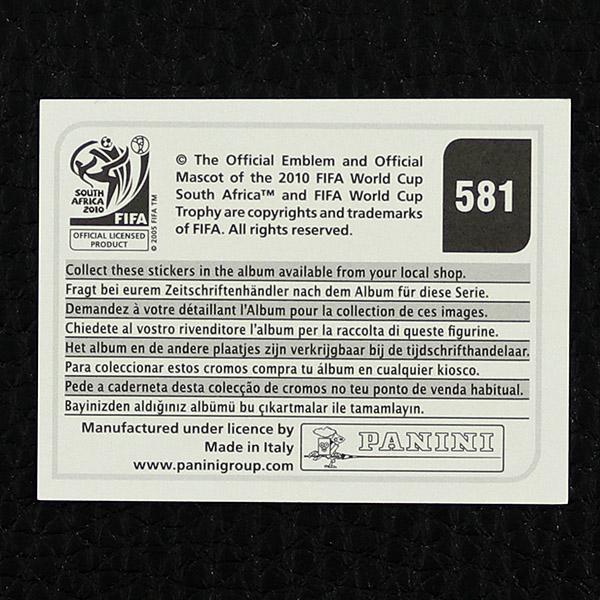 SOUTH
AFRICA
2010
FIFA
OFFICIAL LICENSED
PRODUCT
© 2005 FIFA TM
© The Official Emblem and Official
Mascot of the 2010 FIFA World Cup
South Africa™ and FIFA World Cup
Trophy are copyrights and trademarks
of FIFA. All rights reserved.
581
Collect these stickers in the album available from your local shop.
Fragt bei eurem Zeitschriftenhändler nach dem Album für diese Serie.
Demandez à votre détaillant l'Album pour la collection de ces images.
Chiedete al vostro rivenditore l'album per la raccolta di queste figurine.
Het album en de andere plaatjes zijn verkrijgbaar bij de tijdschrifthandelaar.
Para coleccionar estos cromos compra tu álbum en cualquier kiosco.
Pede a caderneta desta colecção de cromos no teu ponto de venda habitual.
Bayinizden aldığınız albümü bu çıkartmalar ile tamamlayın.
Manufactured under licence by
Made in Italy
www.paninigroup.com
PANINI